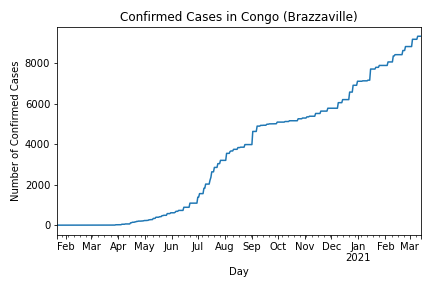 Confirmed Cases in Congo (Brazzaville)
Number of Confirmed Cases
8000
6000
4000
2000
0
Feb Mar Apr May Jun Jul Aug Sep Oct Nov Dec Jan Feb Mar
2021
Day